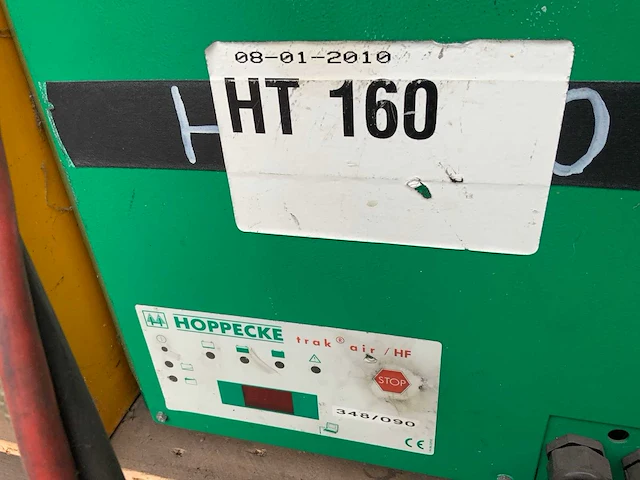 08-01-2010
HT 160
HOPPECKE trak® air/HF
STOP
348/090
CE